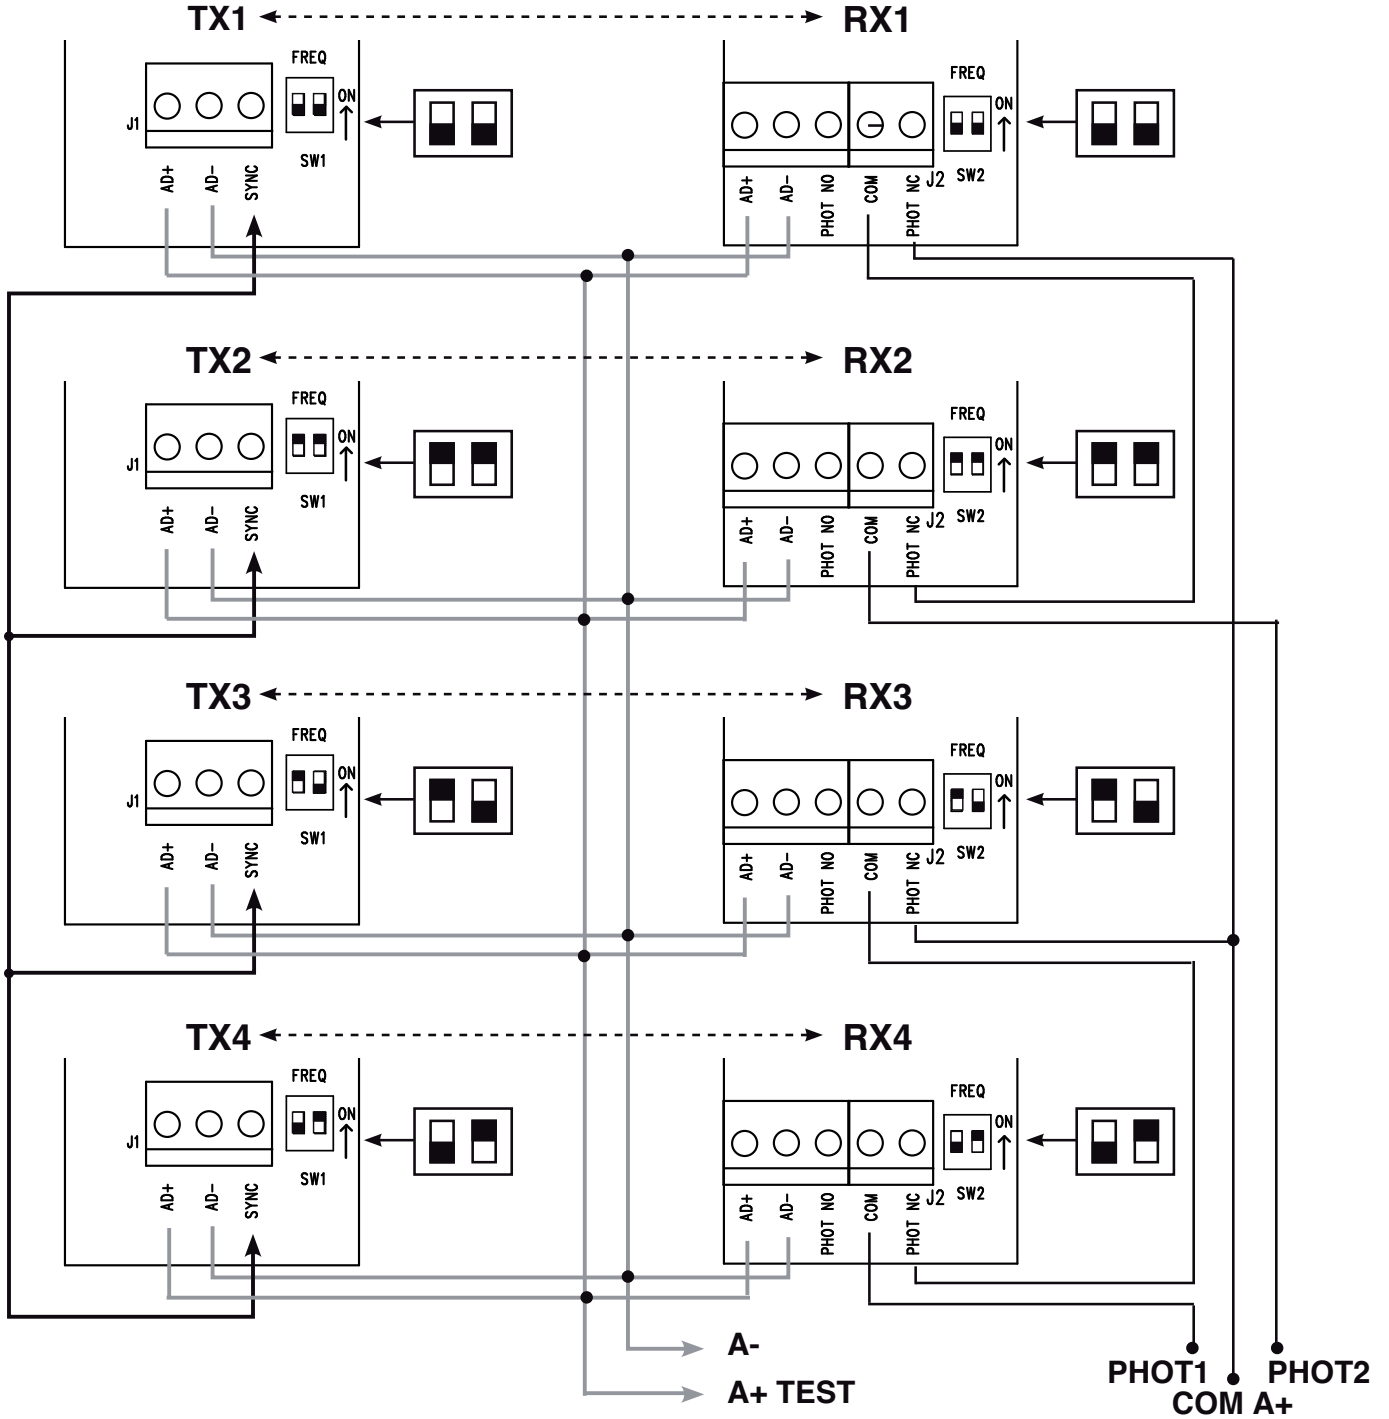 TX1
RX1
FREQ
ON
J1
SW1
AD+
AD-
SYNC
FREQ
ON
J2
SW2
AD+
AD-
PHOT NO
COM
PHOT NC
TX2
RX2
FREQ
ON
J1
SW1
AD+
AD-
SYNC
FREQ
ON
J2
SW2
AD+
AD-
PHOT NO
COM
PHOT NC
TX3
RX3
FREQ
ON
J1
SW1
AD+
AD-
SYNC
FREQ
ON
J2
SW2
AD+
AD-
PHOT NO
COM
PHOT NC
TX4
RX4
FREQ
ON
J1
SW1
AD+
AD-
SYNC
FREQ
ON
J2
SW2
AD+
AD-
PHOT NO
COM
PHOT NC
A-
A+ TEST
PHOT1
PHOT2
COM A+